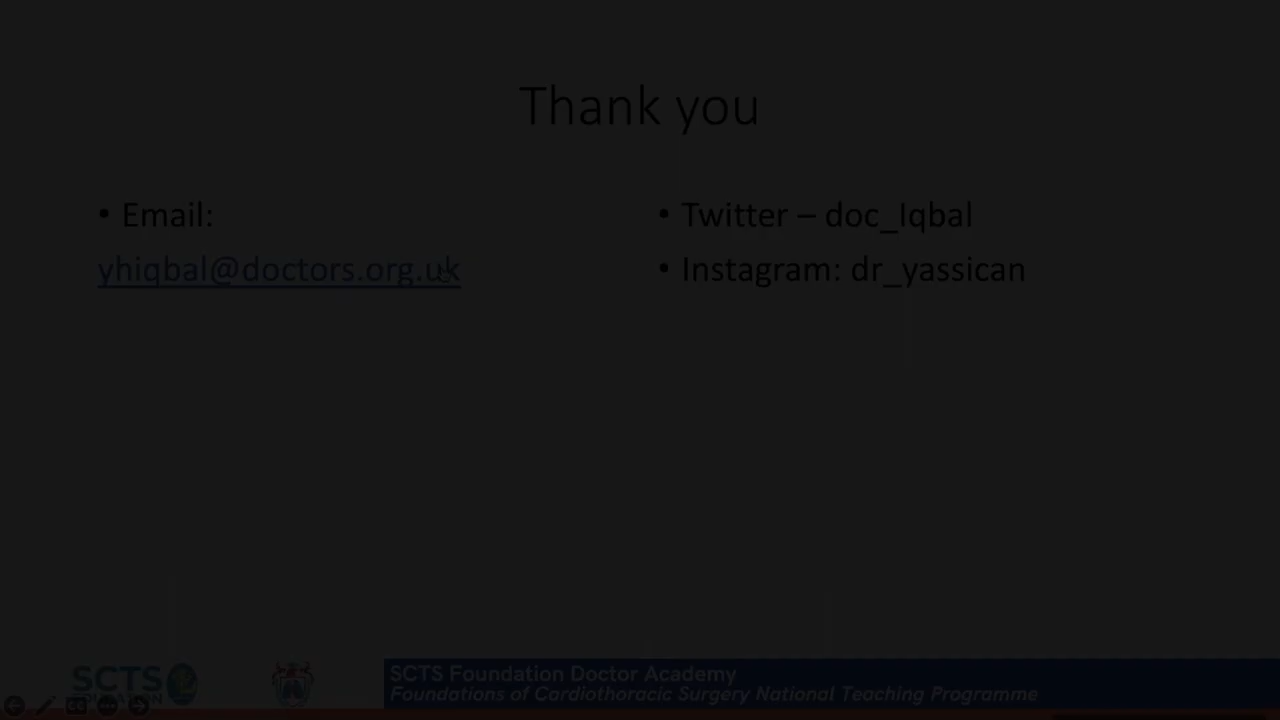 Thank you
• Email:
yhiqbal@doctors.org.uk
• Twitter – doc_Iqbal
• Instagram: dr_yassican
SCTS
SCTS Foundation Doctor Academy
Foundations of Cardiothoracic Surgery National Teaching Programme